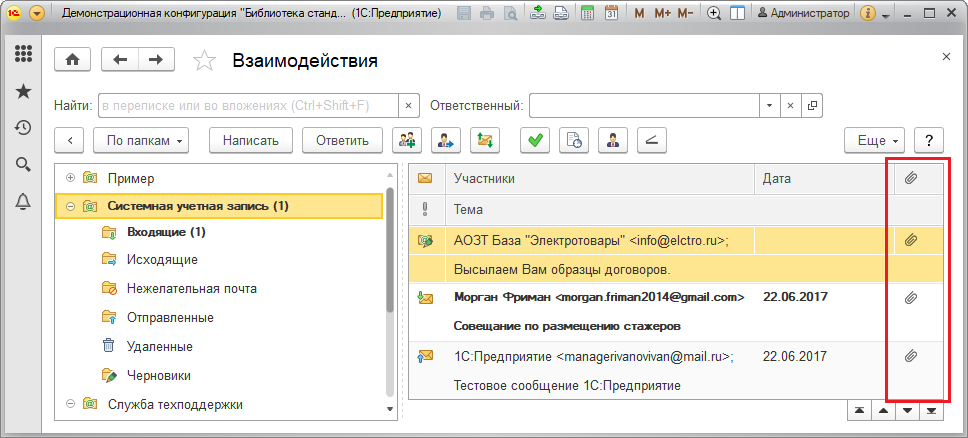 Демонстрационная конфигурация "Библиотека станд... (1С:Предприятие)
31
M M+ M-
Администратор
Взаимодействия
Найти: в переписке или во вложениях (Ctrl+Shift+F)
Ответственный:
По папкам
Написать
Ответить
Еще
?
Пример
Системная учетная запись (1)
Входящие (1)
Исходящие
Нежелательная почта
Отправленные
Удаленные
Черновики
Служба техподдержки
Участники Дата
Тема
АОЗТ База "Электротовары" <info@elctro.ru>;
Высылаем Вам образцы договоров.
Морган Фриман <morgan.friman2014@gmail.com> 22.06.2017
Совещание по размещению стажеров
1С:Предприятие <managerivanovivan@mail.ru>; 22.06.2017
Тестовое сообщение 1С:Предприятие